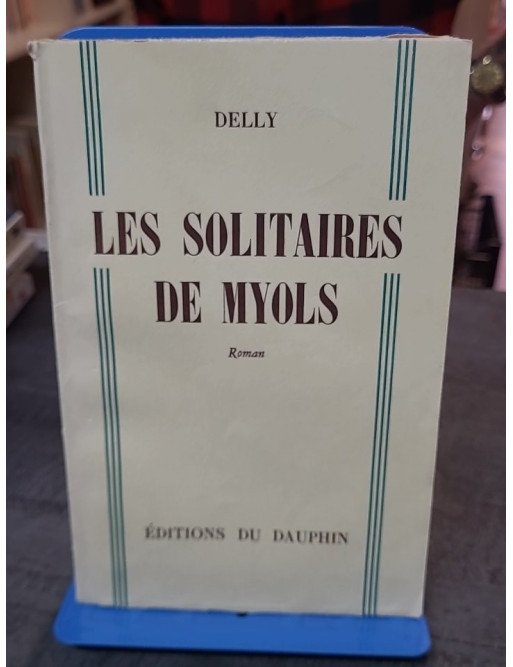 DELLY
LES SOLITAIRES
DE MYOLS
Roman
ÉDITIONS DU DAUPHIN